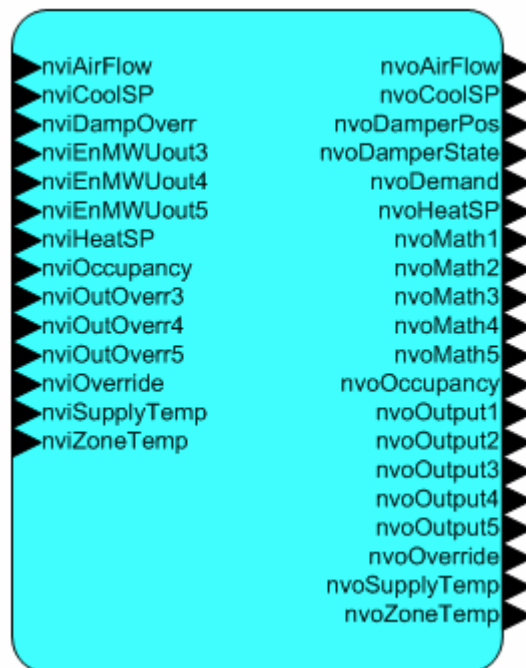 nviAirFlow
nviCoolSP
nviDampOverr
nviEnMWUout3
nviEnMWUout4
nviEnMWUout5
nviHeatSP
nviOccupancy
nviOutOverr3
nviOutOverr4
nviOutOverr5
nviOverride
nviSupplyTemp
nviZoneTemp
nvoAirFlow
nvoCoolSP
nvoDamperPos
nvoDamperState
nvoDemand
nvoHeatSP
nvoMath1
nvoMath2
nvoMath3
nvoMath4
nvoMath5
nvoOccupancy
nvoOutput1
nvoOutput2
nvoOutput3
nvoOutput4
nvoOutput5
nvoOverride
nvoSupplyTemp
nvoZoneTemp